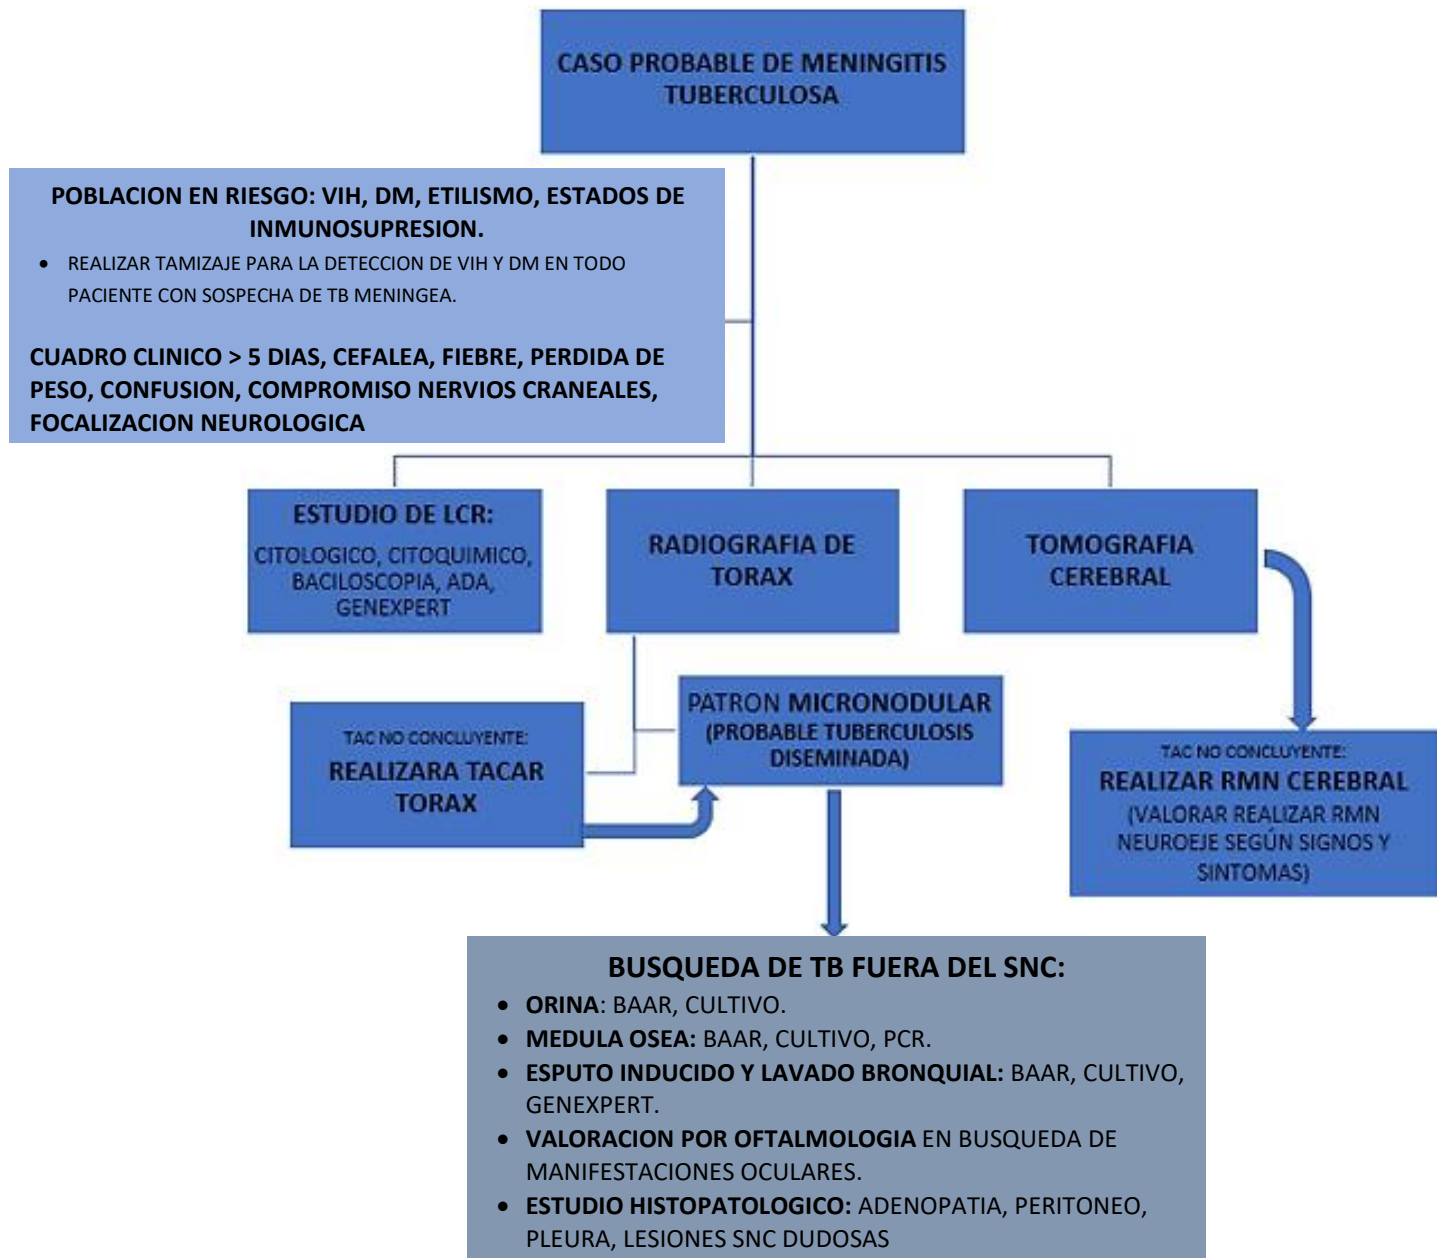 CASO PROBABLE DE MENINGITIS
TUBERCULOSA
POBLACION EN RIESGO: VIH, DM, ETILISMO, ESTADOS DE
INMUNOSUPRESION.
• REALIZAR TAMIZAJE PARA LA DETECCION DE VIH Y DM EN TODO
PACIENTE CON SOSPECHA DE TB MENINGEA.
CUADRO CLINICO > 5 DIAS, CEFALEA, FIEBRE, PERDIDA DE
PESO, CONFUSION, COMPROMISO NERVIOS CRANEALES,
FOCALIZACION NEUROLOGICA
ESTUDIO DE LCR:
CITOLOGICO, CITOQUIMICO,
BACILOSCOPIA, ADA,
GENEXPERT
RADIOGRAFIA DE
TORAX
TOMOGRAFIA
CEREBRAL
TAC NO CONCLUYENTE:
REALIZARA TACAR
TORAX
PATRON MICRONODULAR
(PROBABLE TUBERCULOSIS
DISEMINADA)
TAC NO CONCLUYENTE:
REALIZAR RMN CEREBRAL
(VALORAR REALIZAR RMN
NEUROEJE SEGÚN SIGNOS Y
SINTOMAS)
BUSQUEDA DE TB FUERA DEL SNC:
• ORINA: BAAR, CULTIVO.
• MEDULA OSEA: BAAR, CULTIVO, PCR.
• ESPUTO INDUCIDO Y LAVADO BRONQUIAL: BAAR, CULTIVO,
GENEXPERT.
• VALORACION POR OFTALMOLOGIA EN BUSQUEDA DE
MANIFESTACIONES OCULARES.
• ESTUDIO HISTOPATOLOGICO: ADENOPATIA, PERITONEO,
PLEURA, LESIONES SNC DUDOSAS